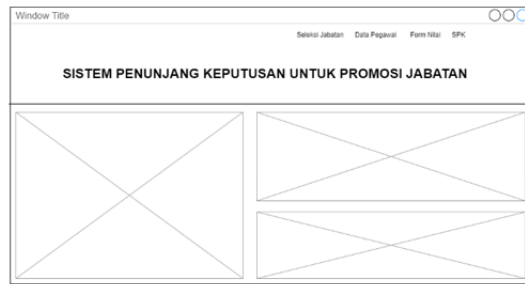 Window Title
Seleksi Jabatan Data Pegawai Form Nilai SPK
SISTEM PENUNJANG KEPUTUSAN UNTUK PROMOSI JABATAN